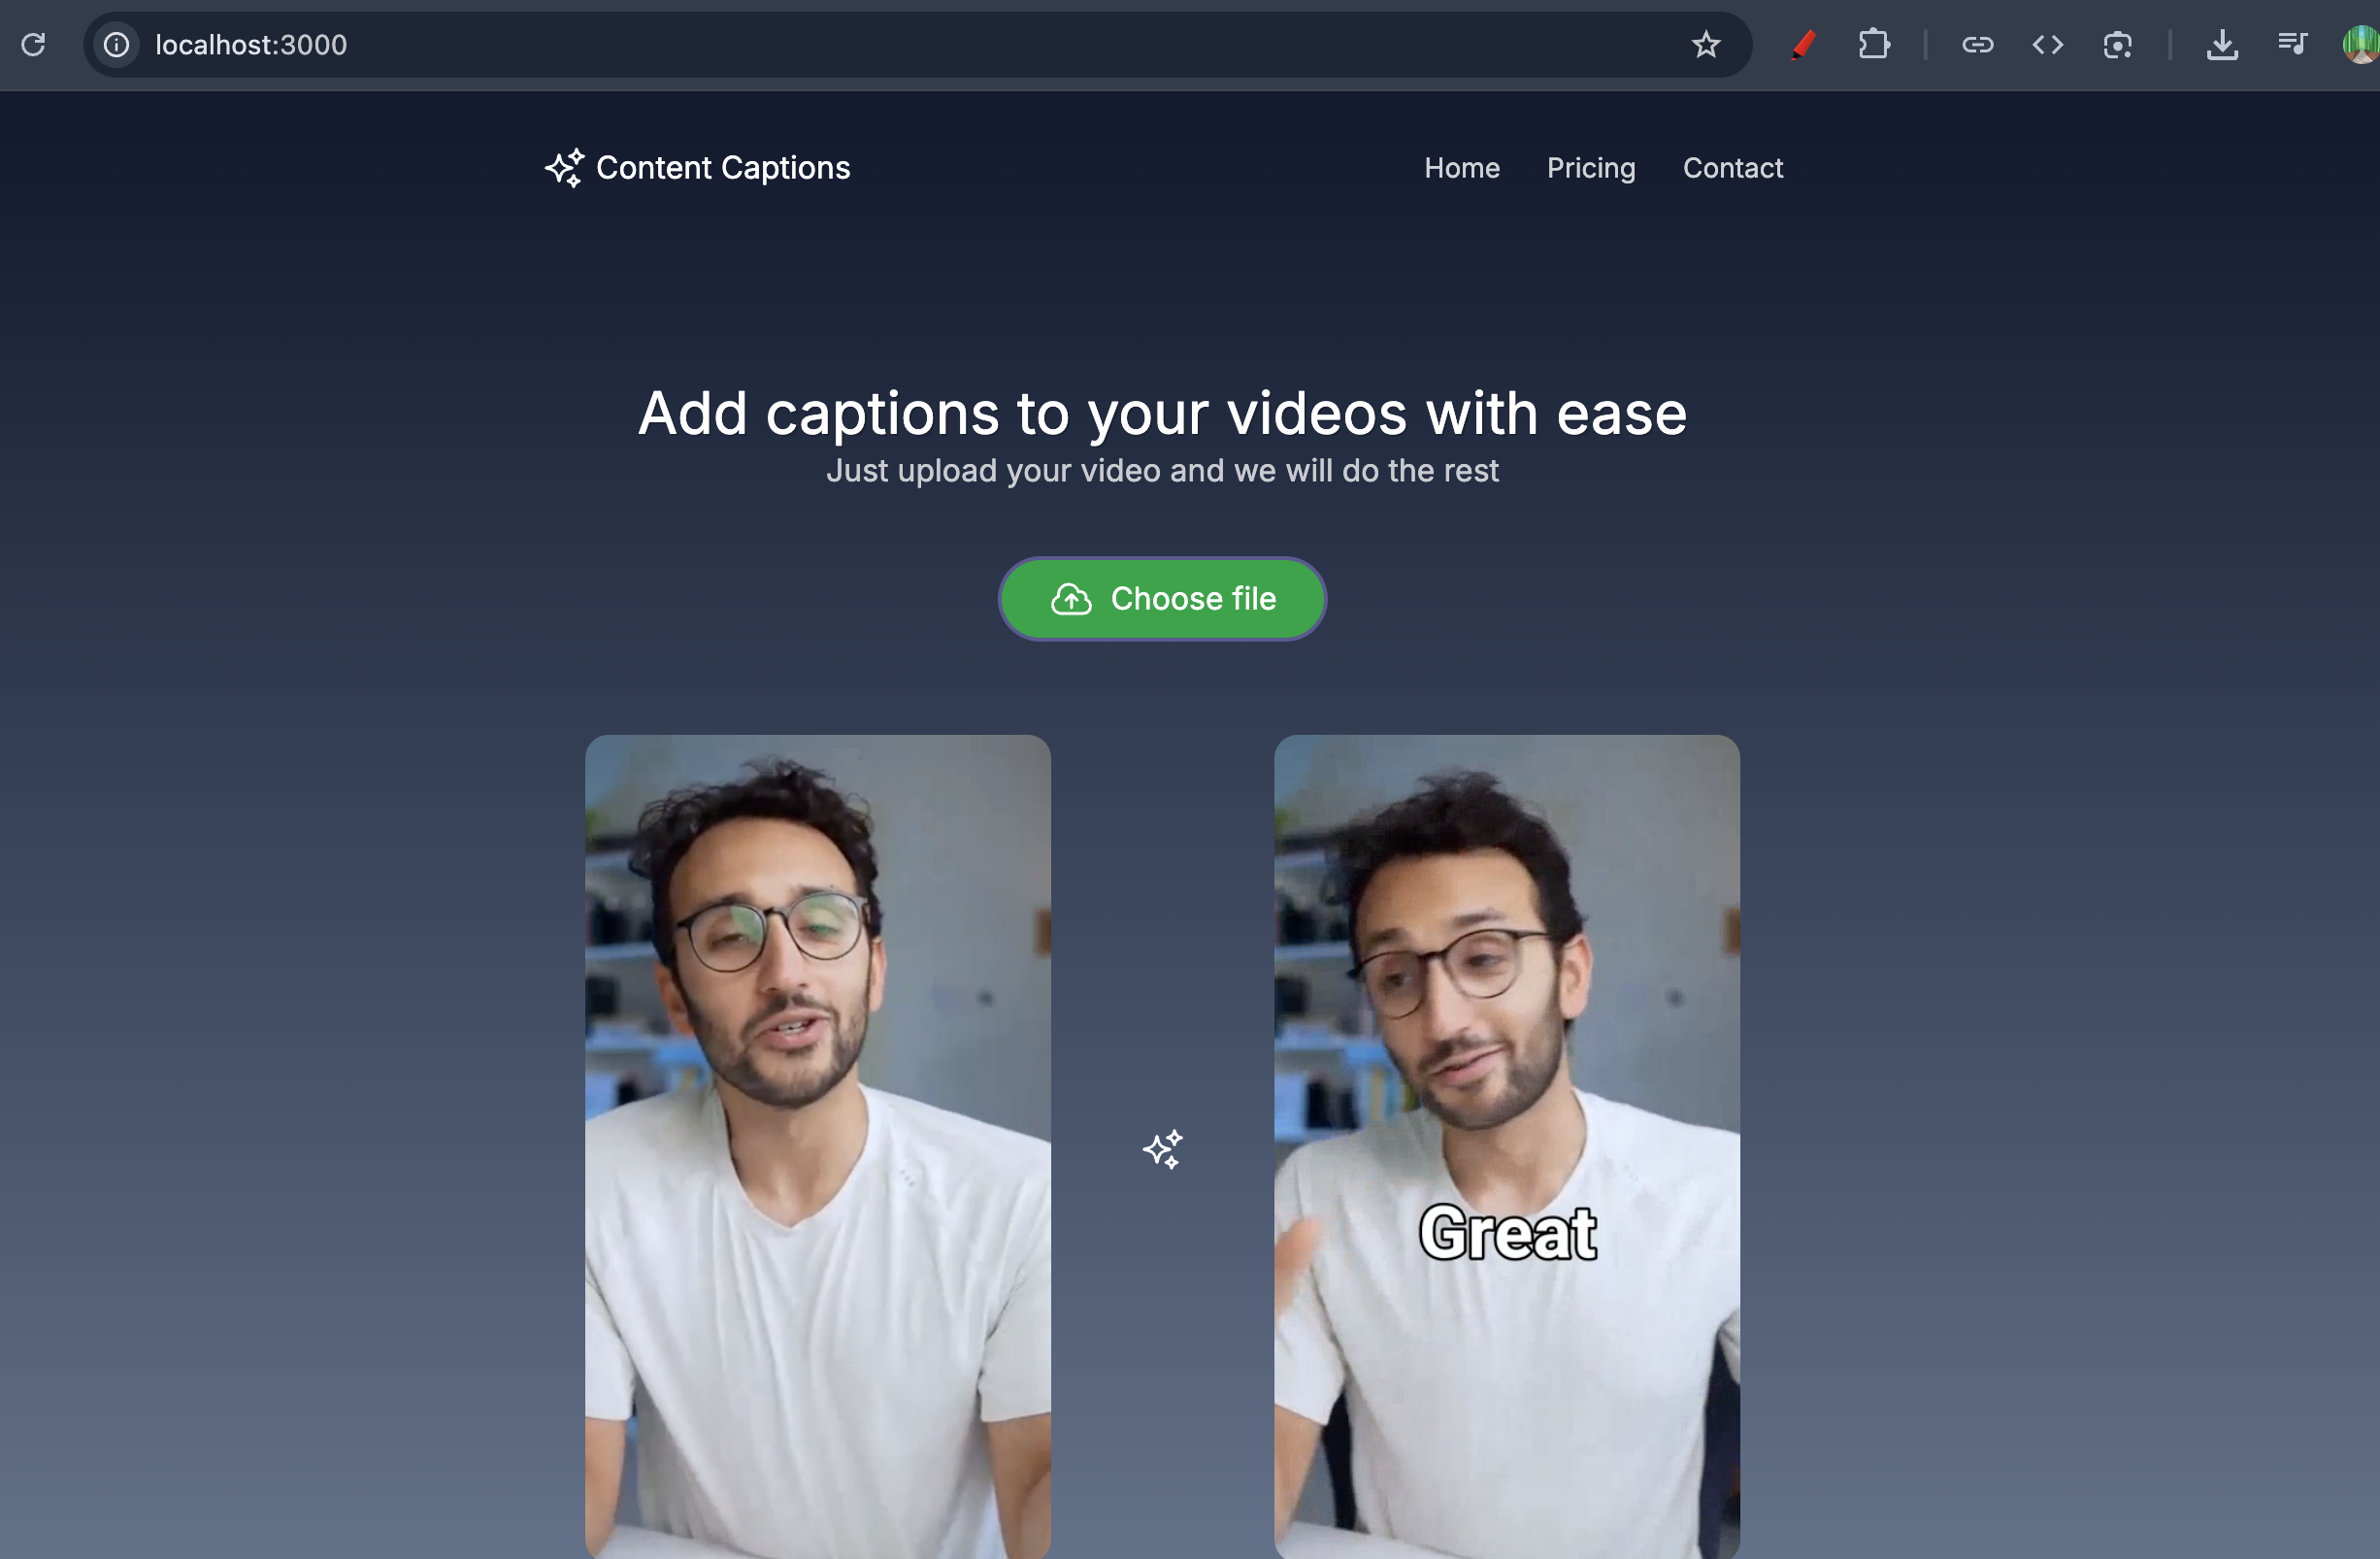 localhost:3000
Content Captions
Home Pricing Contact
Add captions to your videos with ease
Just upload your video and we will do the rest
Choose file
Great